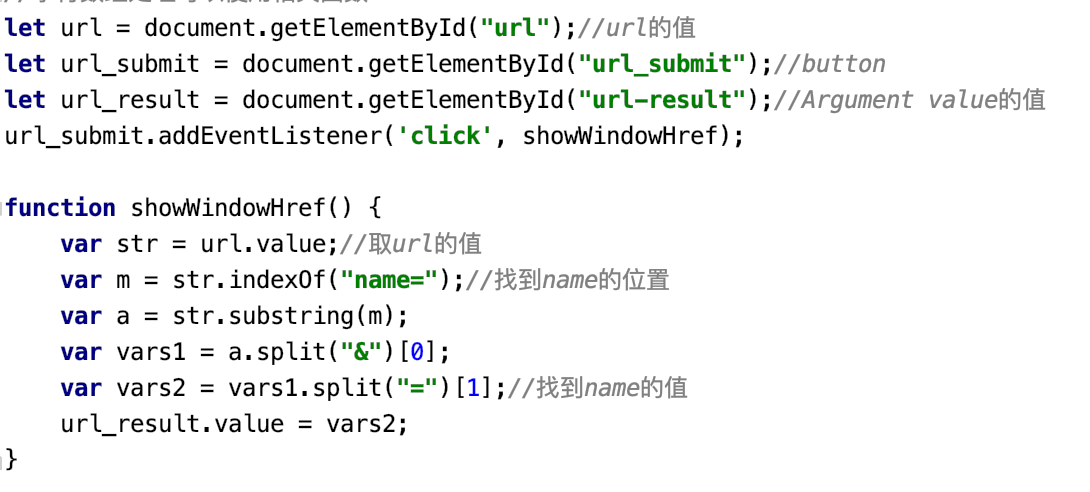 let url = document.getElementById("url");//url的值
let url_submit = document.getElementById("url_submit");//button
let url_result = document.getElementById("url-result");//Argument value的值
url_submit.addEventListener('click', showWindowHref);
function showWindowHref() {
    var str = url.value;//取url的值
    var m = str.indexOf("name=");//找到name的位置
    var a = str.substring(m);
    var vars1 = a.split("&")[0];
    var vars2 = vars1.split("=")[1];//找到name的值
    url_result.value = vars2;
}